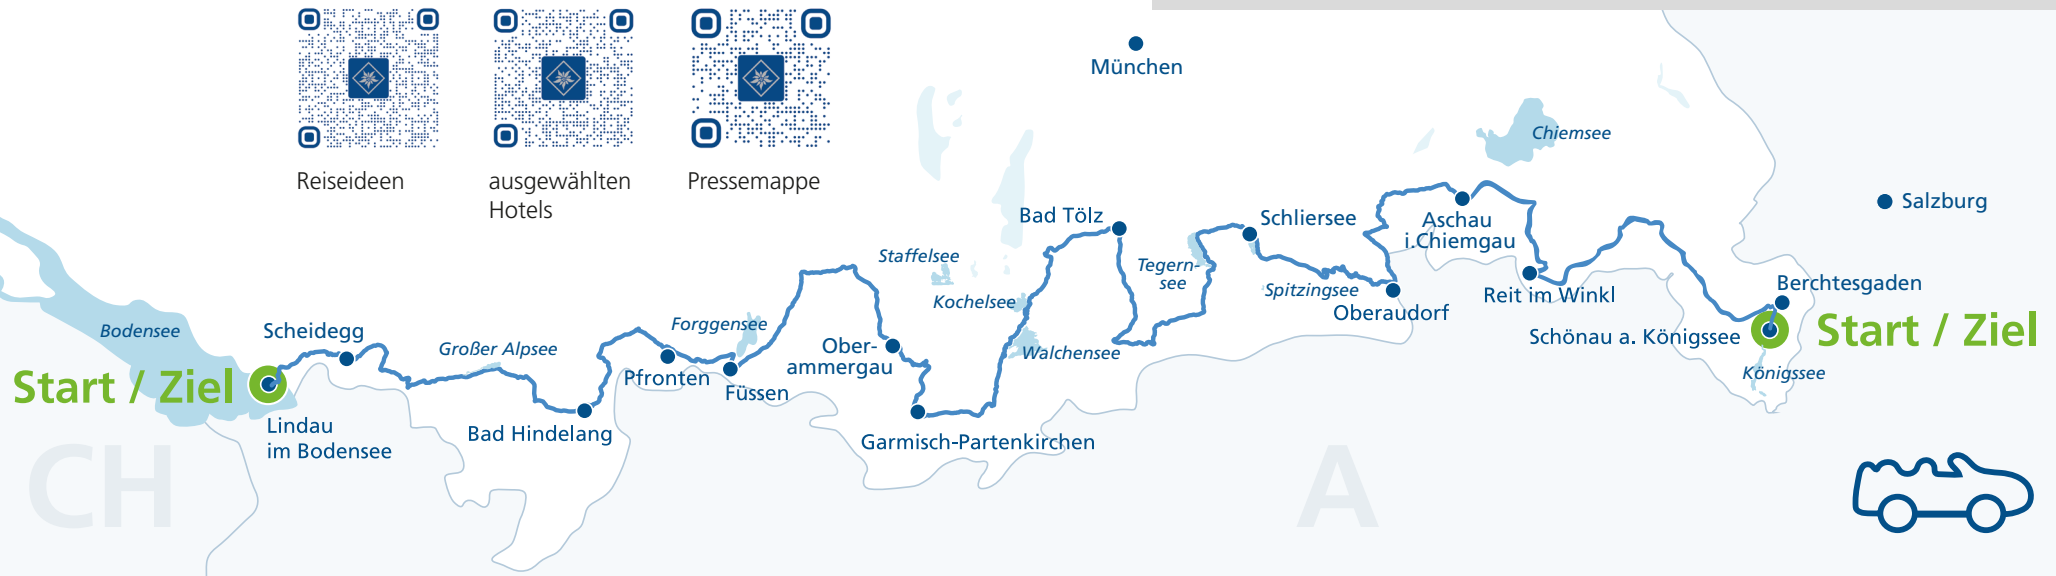 Reiseideen
ausgewählten
Hotels
Pressemappe
München
Chiemsee
Salzburg
Bad Tölz
Schliersee
Aschau
i.Chiemgau
Staffelsee
Tegern-
see
Kochelsee
Spitzingsee
Oberaudorf
Reit im Winkl
Berchtesgaden
Schönau a. Königssee
Start / Ziel
Königssee
Bodensee
Scheidegg
Großer Alpsee
Forggensee
Ober-
ammergau
Walchensee
Start / Ziel
Pfronten
Füssen
Lindau
im Bodensee
Bad Hindelang
Garmisch-Partenkirchen
CH
A